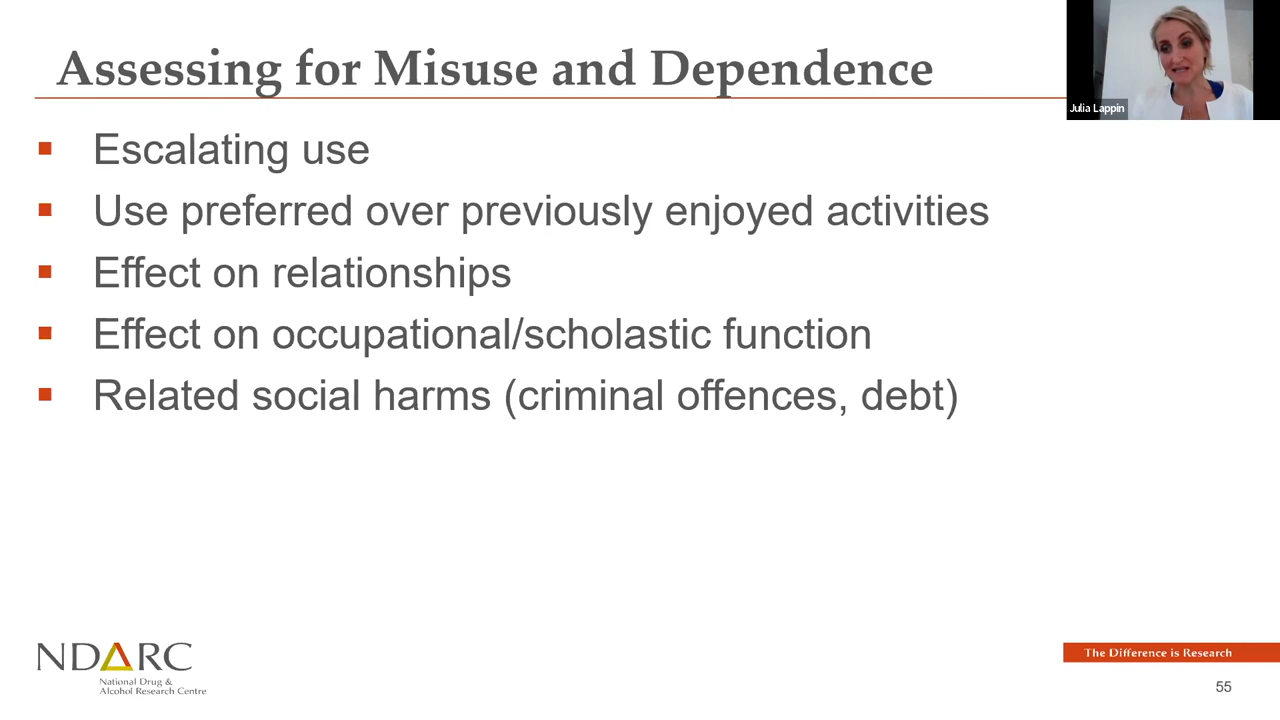 Assessing for Misuse and Dependence
Julia Lappin
▪ Escalating use
▪ Use preferred over previously enjoyed activities
▪ Effect on relationships
▪ Effect on occupational/scholastic function
▪ Related social harms (criminal offences, debt)
NDARC
National Drug &
Alcohol Research Centre
The Difference is Research
55